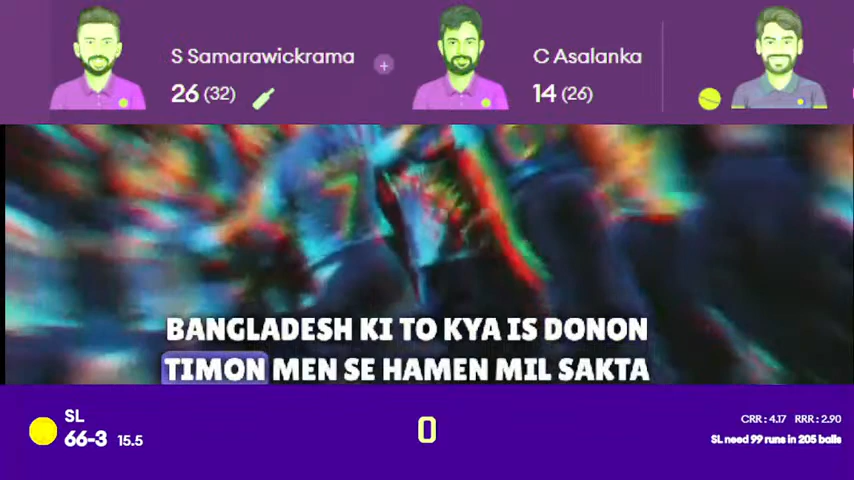 S Samarawickrama
26 (32)
+
C Asalanka
14 (26)
7
BANGLADESH KI TO KYA IS DONON
TIMON MEN SE HAMEN MIL SAKTA
SL
66-3 15.5
0
CRR : 4.17 RRR : 2.90
SL need 99 runs in 205 balls